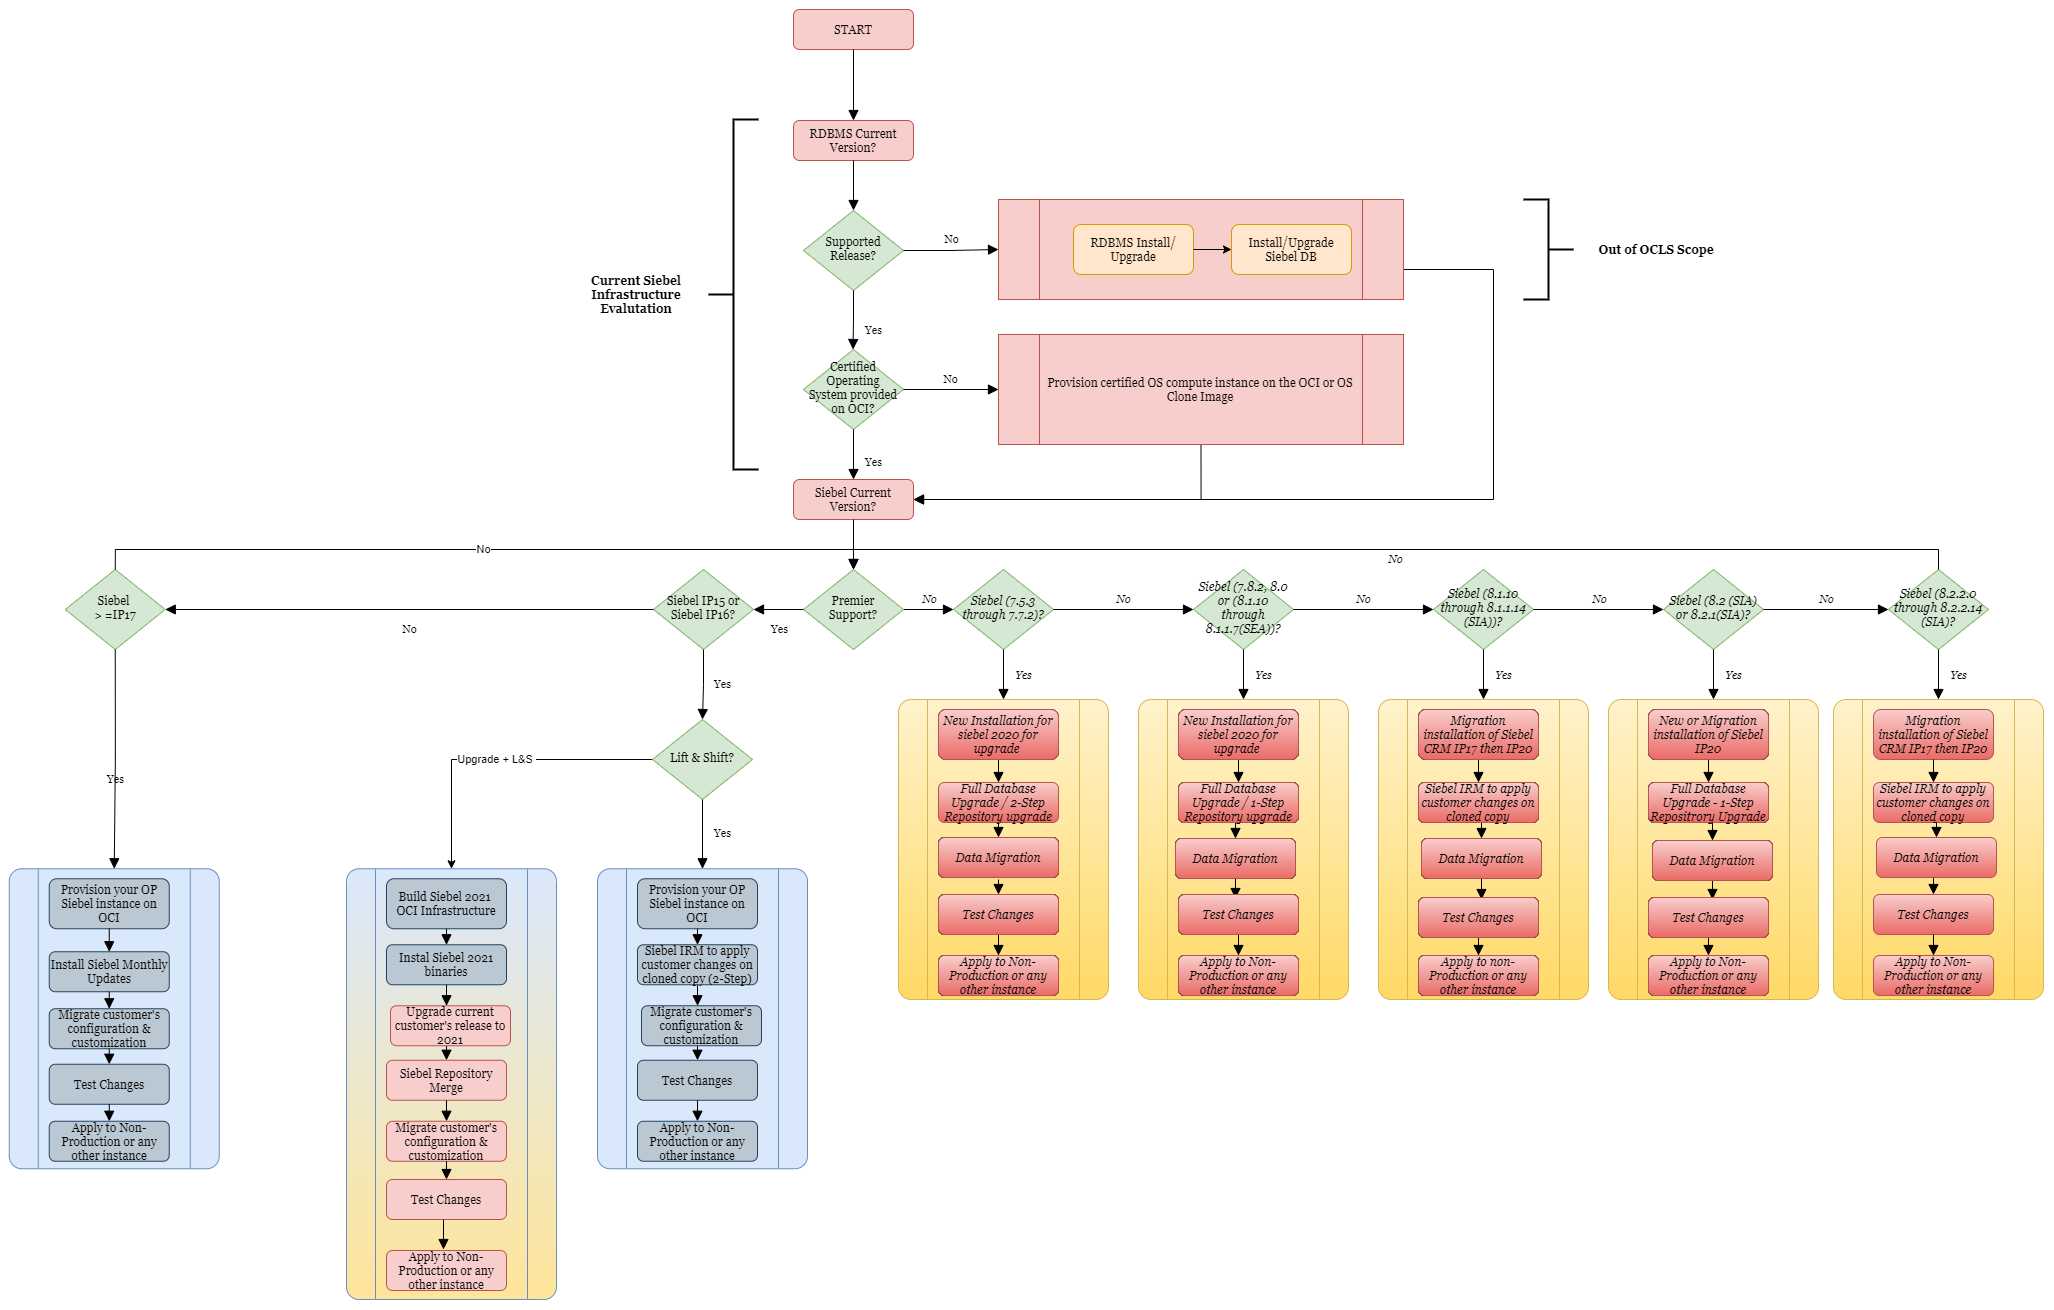 START
RDBMS Current
Version?
Supported
Release?
No
RDBMS Install/
Upgrade
Install/Upgrade
Siebel DB
Out of OCLS Scope
Current Siebel
Infrastructure
Evalutation
Yes
Certified
Operating
System provided
on OCI?
No
Provision certified OS compute instance on the OCI or OS
Clone Image
Yes
Siebel Current
Version?
No
No
Siebel
> =IP17
No
Siebel IP15 or
Siebel IP16?
Yes
Premier
Support?
No
Siebel (7.5.3
through 7.7.2)?
No
Siebel (7.8.2, 8.0
or (8.1.10
through
8.1.1.7(SEA))?
No
Siebel (8.1.10
through 8.1.1.14
(SIA))?
No
Siebel (8.2 (SIA)
or 8.2.1(SIA)?
No
Siebel (8.2.2.0
through 8.2.2.14
(SIA)?
Yes
Yes
Yes
Yes
Yes
Yes
Lift & Shift?
Upgrade + L&S
Yes
Yes
Provision your OP
Siebel instance on
OCI
Install Siebel Monthly
Updates
Migrate customer's
configuration &
customization
Test Changes
Apply to Non-
Production or any
other instance
Build Siebel 2021
OCI Infrastructure
Instal Siebel 2021
binaries
Upgrade current
customer's release to
2021
Siebel Repository
Merge
Migrate customer's
configuration &
customization
Test Changes
Apply to Non-
Production or any
other instance
Provision your OP
Siebel instance on
OCI
Siebel IRM to apply
customer changes on
cloned copy (2-Step)
Migrate customer's
configuration &
customization
Test Changes
Apply to Non-
Production or any
other instance
New Installation for
siebel 2020 for
upgrade
Full Database
Upgrade / 2-Step
Repository upgrade
Data Migration
Test Changes
Apply to Non-
Production or any
other instance
New Installation for
siebel 2020 for
upgrade
Full Database
Upgrade / 1-Step
Repository upgrade
Data Migration
Test Changes
Apply to Non-
Production or any
other instance
Migration
installation of Siebel
CRM IP17 then IP20
Siebel IRM to apply
customer changes on
cloned copy
Data Migration
Test Changes
Apply to non-
Production or any
other instance
New or Migration
installation of Siebel
IP20
Full Database
Upgrade - 1-Step
Repositrory Upgrade
Data Migration
Test Changes
Apply to Non-
Production or any
other instance
Migration
installation of Siebel
CRM IP17 then IP20
Siebel IRM to apply
customer changes on
cloned copy
Data Migration
Test Changes
Apply to Non-
Production or any
other instance